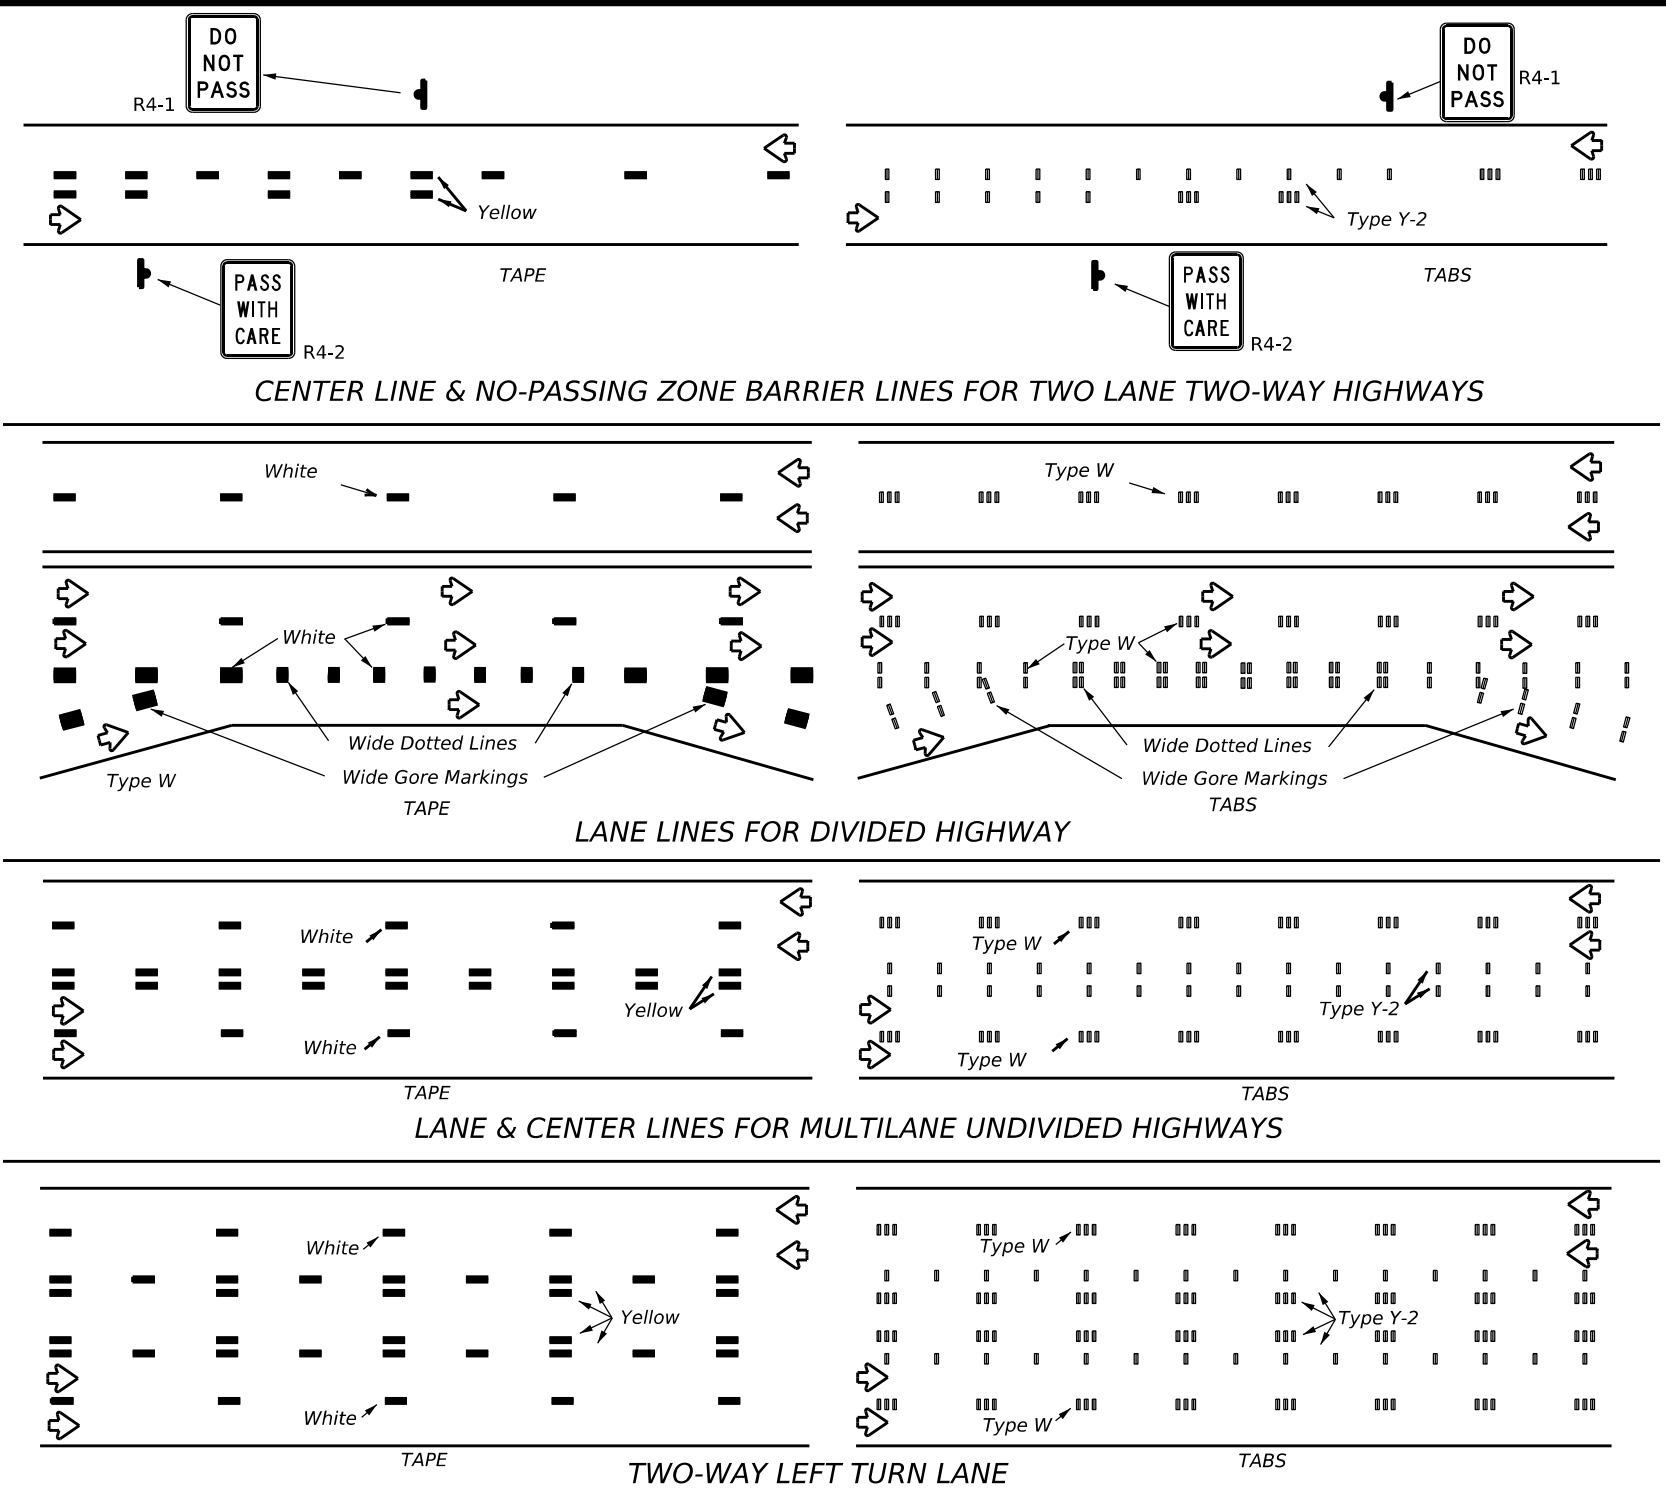 DO
NOT
PASS
R4-1
DO
NOT
PASS
R4-1
Yellow
Type Y-2
PASS
WITH
CARE
R4-2
TAPE
PASS
WITH
CARE
R4-2
TABS
CENTER LINE & NO-PASSING ZONE BARRIER LINES FOR TWO LANE TWO-WAY HIGHWAYS
White
Type W
White
Type W
Wide Dotted Lines
Wide Dotted Lines
Type W
Wide Gore Markings
Wide Gore Markings
TAPE
TABS
LANE LINES FOR DIVIDED HIGHWAY
White
Type W
Yellow
Type Y-2
White
Type W
TAPE
TABS
LANE & CENTER LINES FOR MULTILANE UNDIVIDED HIGHWAYS
White
Type W
Yellow
Type Y-2
White
Type W
TAPE
TABS
TWO-WAY LEFT TURN LANE